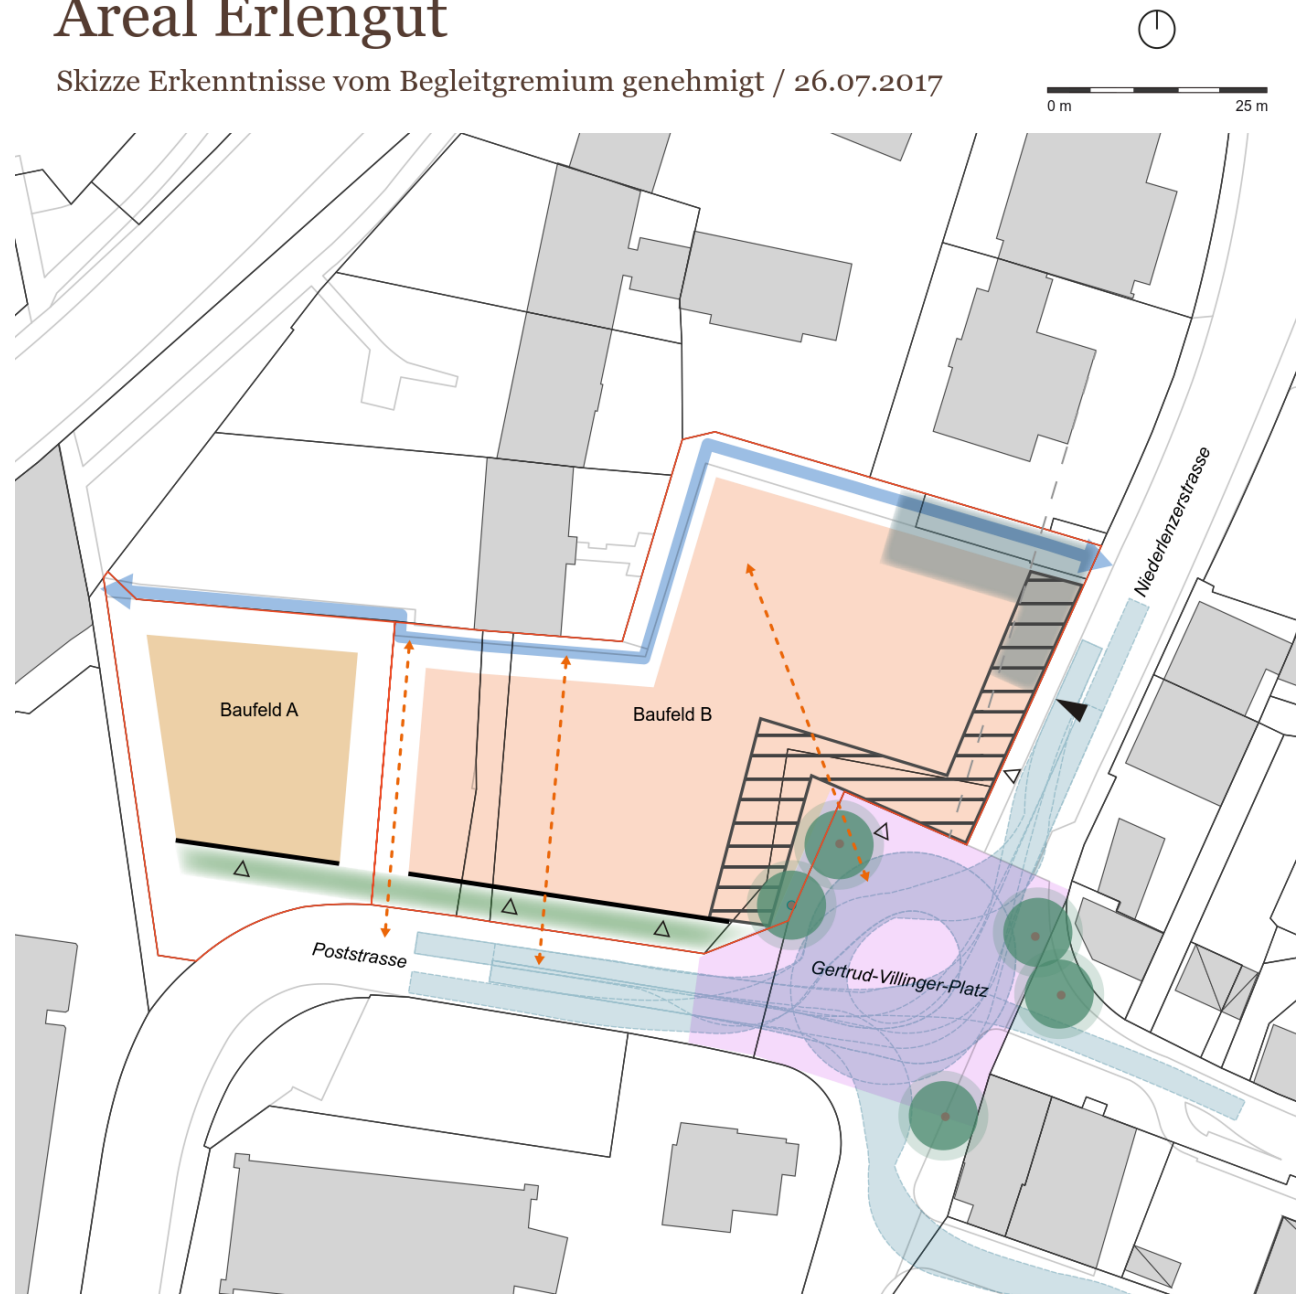 Areal Erlengut
Skizze Erkenntnisse vom Begleitgremium genehmigt / 26.07.2017
0 m
25 m
Niederlenzerstrasse
Baufeld A
Baufeld B
Poststrasse
Gertrud-Villinger-Platz